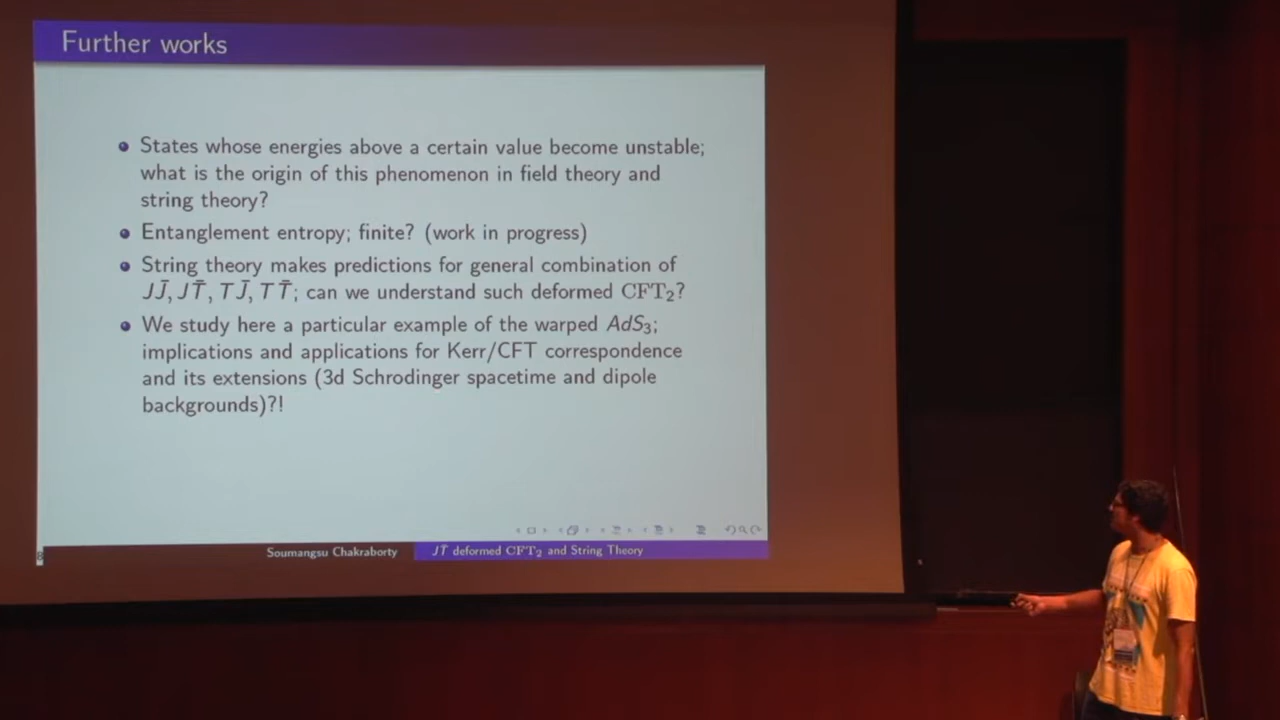 Further works
States whose energies above a certain value become unstable;
what is the origin of this phenomenon in field theory and
string theory?
Entanglement entropy; finite? (work in progress)
String theory makes predictions for general combination of
JJ̄, JT̄, TJ̄, TT̄; can we understand such deformed CFT₂?
We study here a particular example of the warped AdS₃;
implications and applications for Kerr/CFT correspondence
and its extensions (3d Schrodinger spacetime and dipole
backgrounds)?!
8
Soumangsu Chakraborty
JT̄ deformed CFT₂ and String Theory